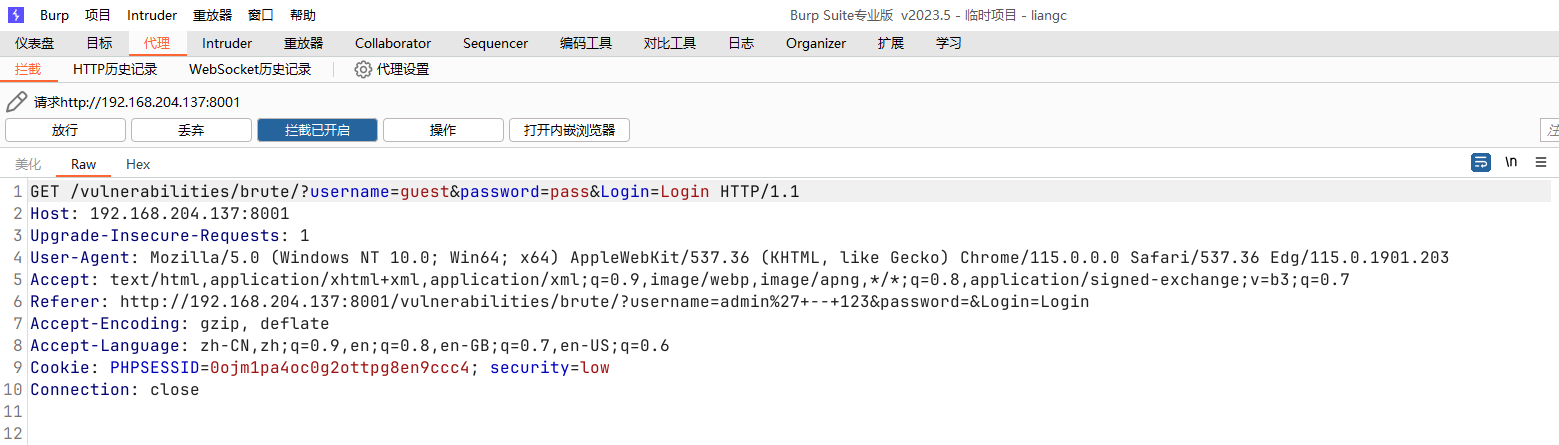 Burp 项目 Intruder 重放器 窗口 帮助 Burp Suite专业版 v2023.5 - 临时项目 - liangc
仪表盘 目标 代理 Intruder 重放器 Collaborator Sequencer 编码工具 对比工具 日志 Organizer 扩展 学习
拦截 HTTP历史记录 WebSocket历史记录 代理设置
请求http://192.168.204.137:8001
放行 丢弃 拦截已开启 操作 打开内嵌浏览器
美化 Raw Hex \n
1 GET /vulnerabilities/brute/?username=guest&password=pass&Login=Login HTTP/1.1
2 Host: 192.168.204.137:8001
3 Upgrade-Insecure-Requests: 1
4 User-Agent: Mozilla/5.0 (Windows NT 10.0; Win64; x64) AppleWebKit/537.36 (KHTML, like Gecko) Chrome/115.0.0.0 Safari/537.36 Edg/115.0.1901.203
5 Accept: text/html,application/xhtml+xml,application/xml;q=0.9,image/webp,image/apng,*/*;q=0.8,application/signed-exchange;v=b3;q=0.7
6 Referer: http://192.168.204.137:8001/vulnerabilities/brute/?username=admin%27+--+123&password=&Login=Login
7 Accept-Encoding: gzip, deflate
8 Accept-Language: zh-CN,zh;q=0.9,en;q=0.8,en-GB;q=0.7,en-US;q=0.6
9 Cookie: PHPSESSID=0ojm1pa4oc0g2ottpg8en9ccc4; security=low
10 Connection: close
11
12